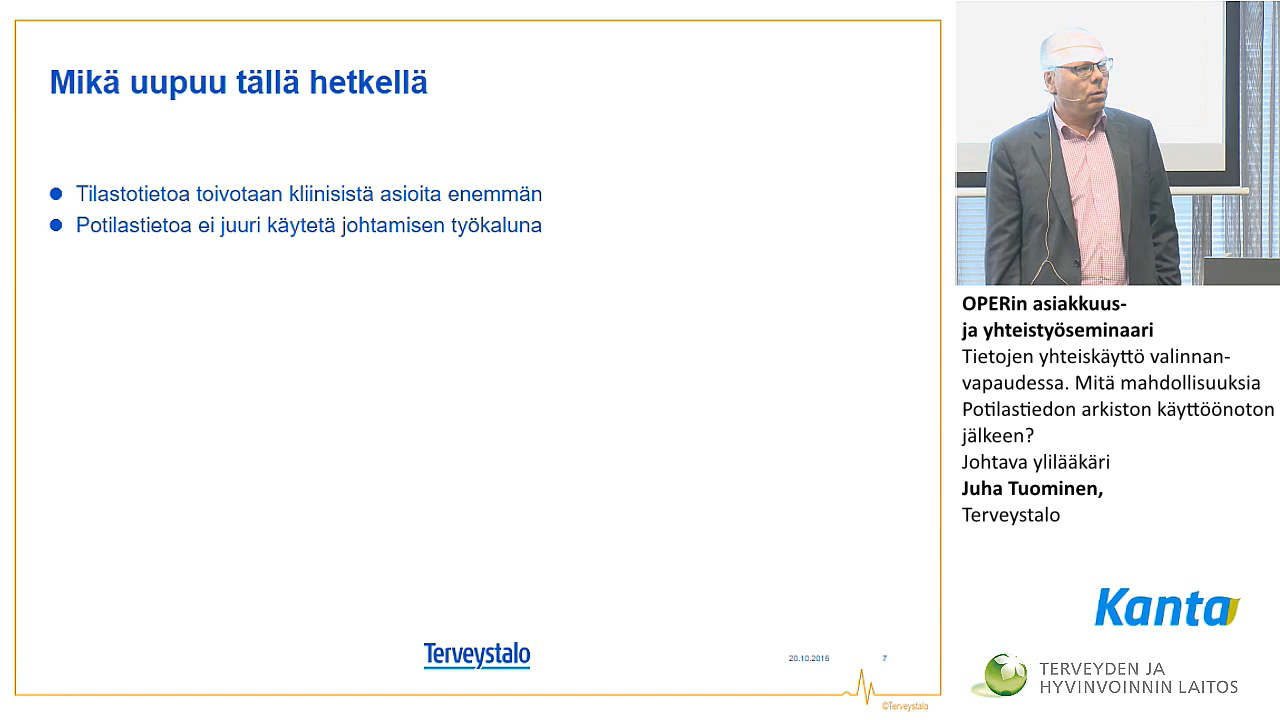 Mikä uupuu tällä hetkellä
Tilastotietoa toivotaan kliinisistä asioita enemmän
Potilastietoa ei juuri käytetä johtamisen työkaluna
Terveystalo
20.10.2016
7
©Terveystalo
OPERin asiakkuus-
ja yhteistyöseminaari
Tietojen yhteiskäyttö valinnan-
vapaudessa. Mitä mahdollisuuksia
Potilastiedon arkiston käyttöönoton
jälkeen?
Johtava ylilääkäri
Juha Tuominen,
Terveystalo
Kanta
TERVEYDEN JA
HYVINVOINNIN LAITOS